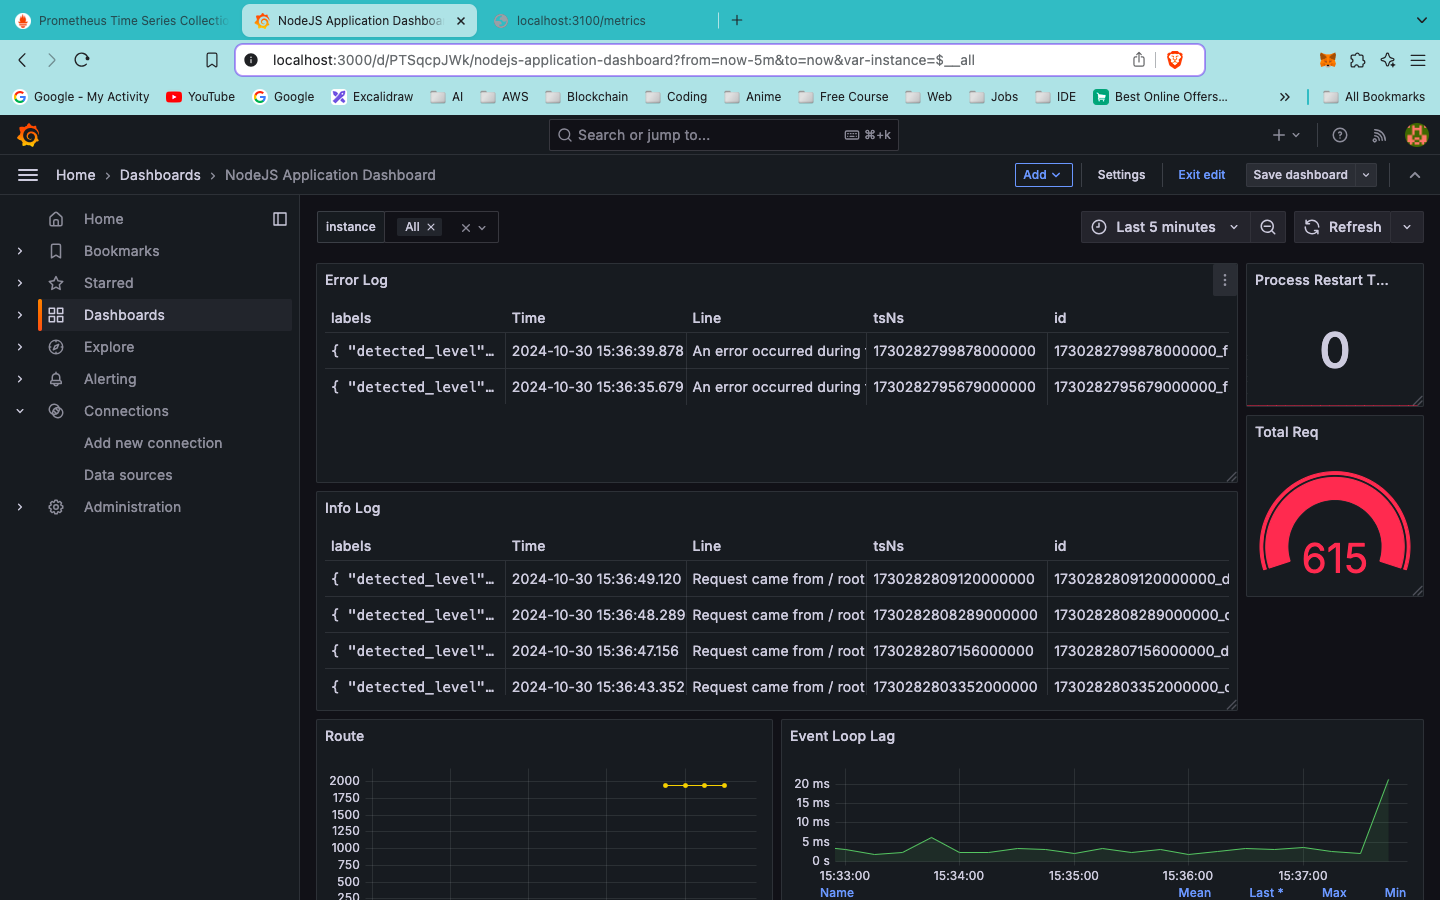 Prometheus Time Series Collectio
NodeJS Application Dashboa
localhost:3100/metrics
localhost:3000/d/PTSqcpJWk/nodejs-application-dashboard?from=now-5m&to=now&var-instance=$__all
Google - My Activity YouTube Google Excalidraw AI AWS Blockchain Coding Anime Free Course Web Jobs IDE Best Online Offers... All Bookmarks
Search or jump to... ⌘+k
Home Dashboards NodeJS Application Dashboard Add Settings Exit edit Save dashboard
Home
Bookmarks
Starred
Dashboards
Explore
Alerting
Connections
Add new connection
Data sources
Administration
instance All Last 5 minutes Refresh
Error Log
labels Time Line tsNs id
{ "detected_level"… 2024-10-30 15:36:39.878 An error occurred during 1730282799878000000 1730282799878000000_f
{ "detected_level"… 2024-10-30 15:36:35.679 An error occurred during 1730282795679000000 1730282795679000000_f
Process Restart T...
0
Total Req
615
Info Log
labels Time Line tsNs id
{ "detected_level"… 2024-10-30 15:36:49.120 Request came from / root 1730282809120000000 1730282809120000000_d
{ "detected_level"… 2024-10-30 15:36:48.289 Request came from / root 1730282808289000000 1730282808289000000_d
{ "detected_level"… 2024-10-30 15:36:47.156 Request came from / root 1730282807156000000 1730282807156000000_d
{ "detected_level"… 2024-10-30 15:36:43.352 Request came from / root 1730282803352000000 1730282803352000000_d
Route
2000
1750
1500
1250
1000
750
500
250
Event Loop Lag
20 ms
15 ms
10 ms
5 ms
0 s
15:33:00 15:34:00 15:35:00 15:36:00 15:37:00
Name Mean Last * Max Min